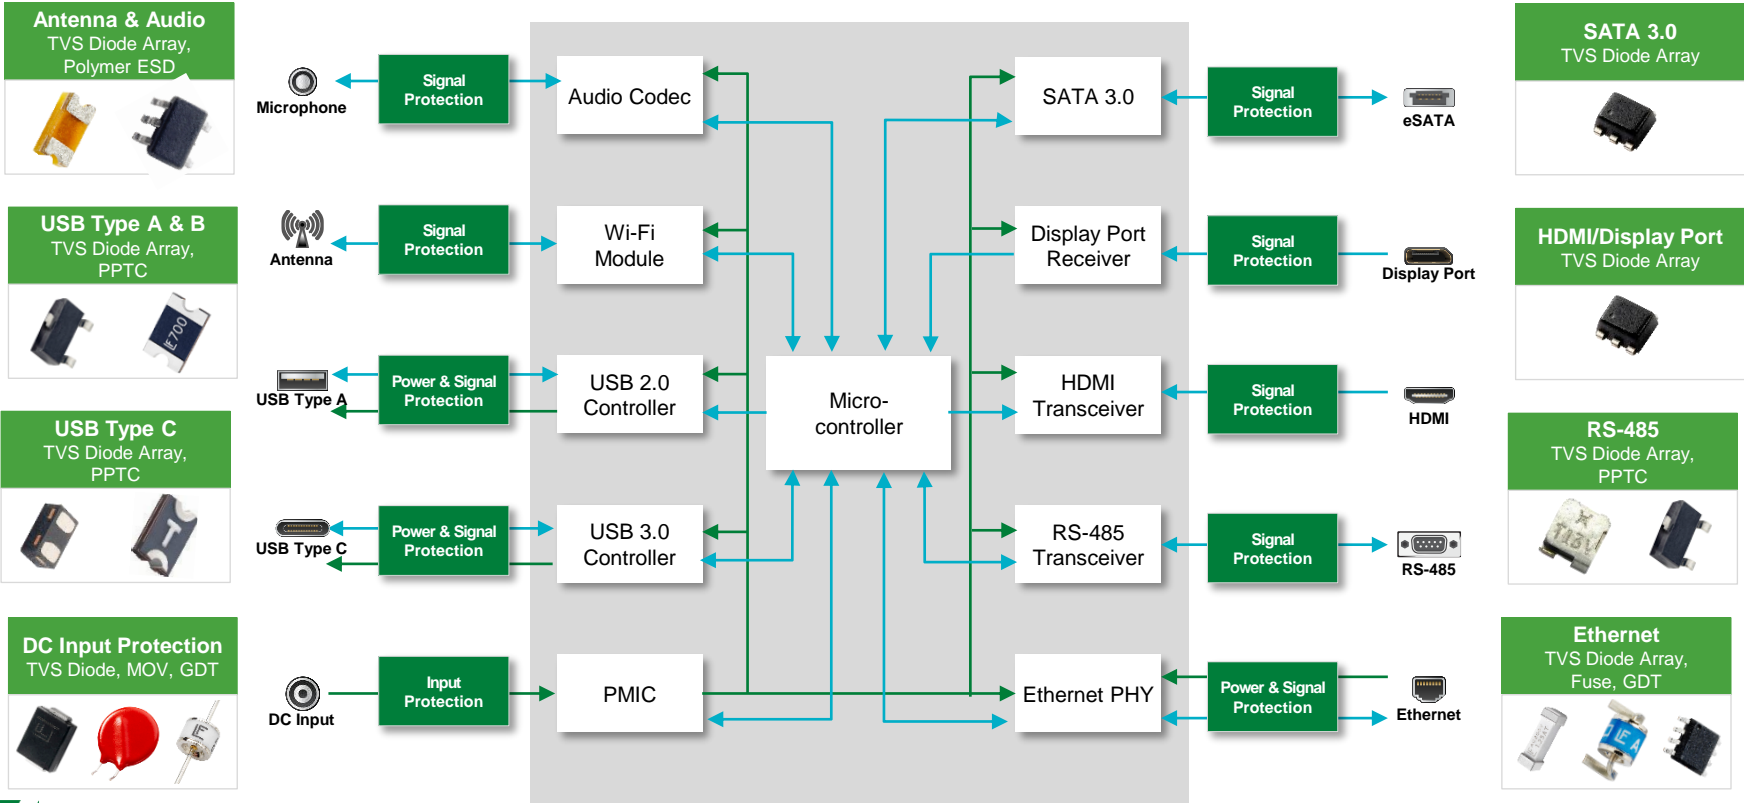 Antenna & Audio
TVS Diode Array,
Polymer ESD
USB Type A & B
TVS Diode Array,
PPTC
700
USB Type C
TVS Diode Array,
PPTC
T
DC Input Protection
TVS Diode, MOV, GDT
Microphone
Signal
Protection
Audio Codec
Antenna
Signal
Protection
Wi-Fi
Module
USB Type A
Power & Signal
Protection
USB 2.0
Controller
USB Type C
Power & Signal
Protection
USB 3.0
Controller
DC Input
Input
Protection
PMIC
Micro-
controller
SATA 3.0
Signal
Protection
eSATA
Display Port
Receiver
Signal
Protection
Display Port
HDMI
Transceiver
Signal
Protection
HDMI
RS-485
Transceiver
Signal
Protection
RS-485
Ethernet PHY
Power & Signal
Protection
Ethernet
SATA 3.0
TVS Diode Array
HDMI/Display Port
TVS Diode Array
RS-485
TVS Diode Array,
PPTC
Ethernet
TVS Diode Array,
Fuse, GDT